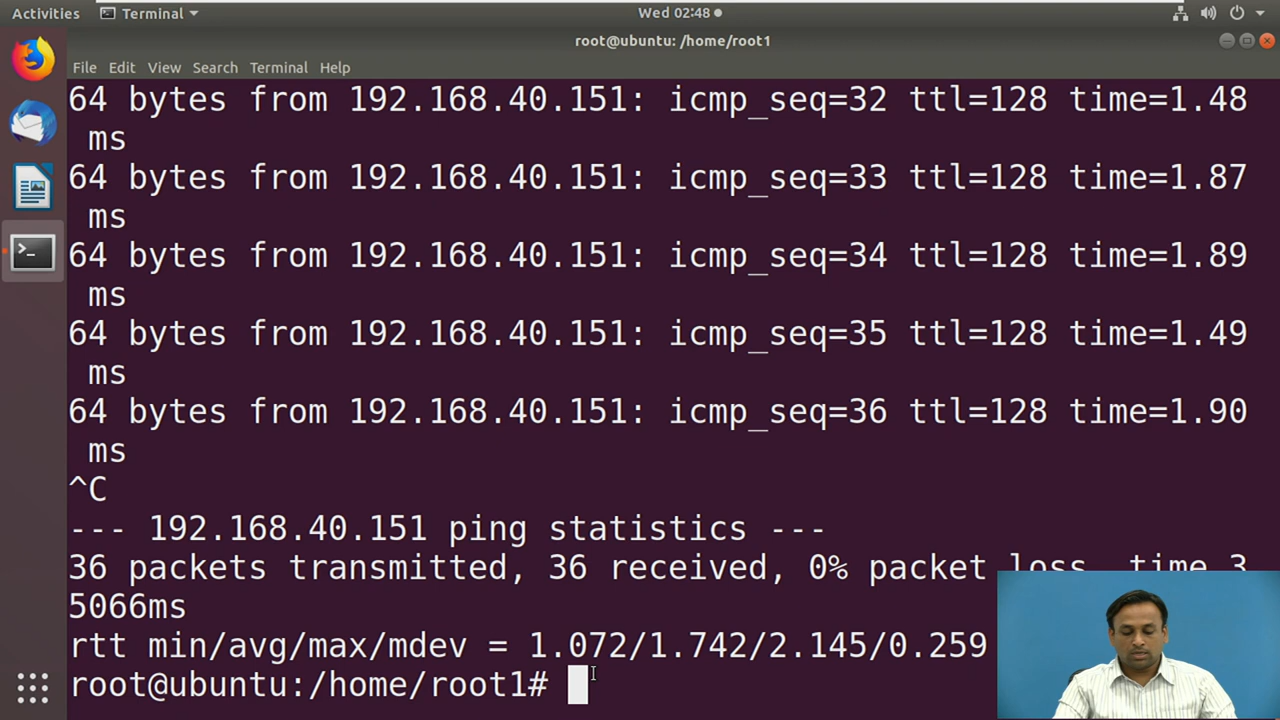 Activities
Terminal
Wed 02:48
root@ubuntu: /home/root1
File Edit View Search Terminal Help
64 bytes from 192.168.40.151: icmp_seq=32 ttl=128 time=1.48
ms
64 bytes from 192.168.40.151: icmp_seq=33 ttl=128 time=1.87
ms
64 bytes from 192.168.40.151: icmp_seq=34 ttl=128 time=1.89
ms
64 bytes from 192.168.40.151: icmp_seq=35 ttl=128 time=1.49
ms
64 bytes from 192.168.40.151: icmp_seq=36 ttl=128 time=1.90
ms
^C
--- 192.168.40.151 ping statistics ---
36 packets transmitted, 36 received, 0% packet loss, time 3
5066ms
rtt min/avg/max/mdev = 1.072/1.742/2.145/0.259
root@ubuntu:/home/root1#